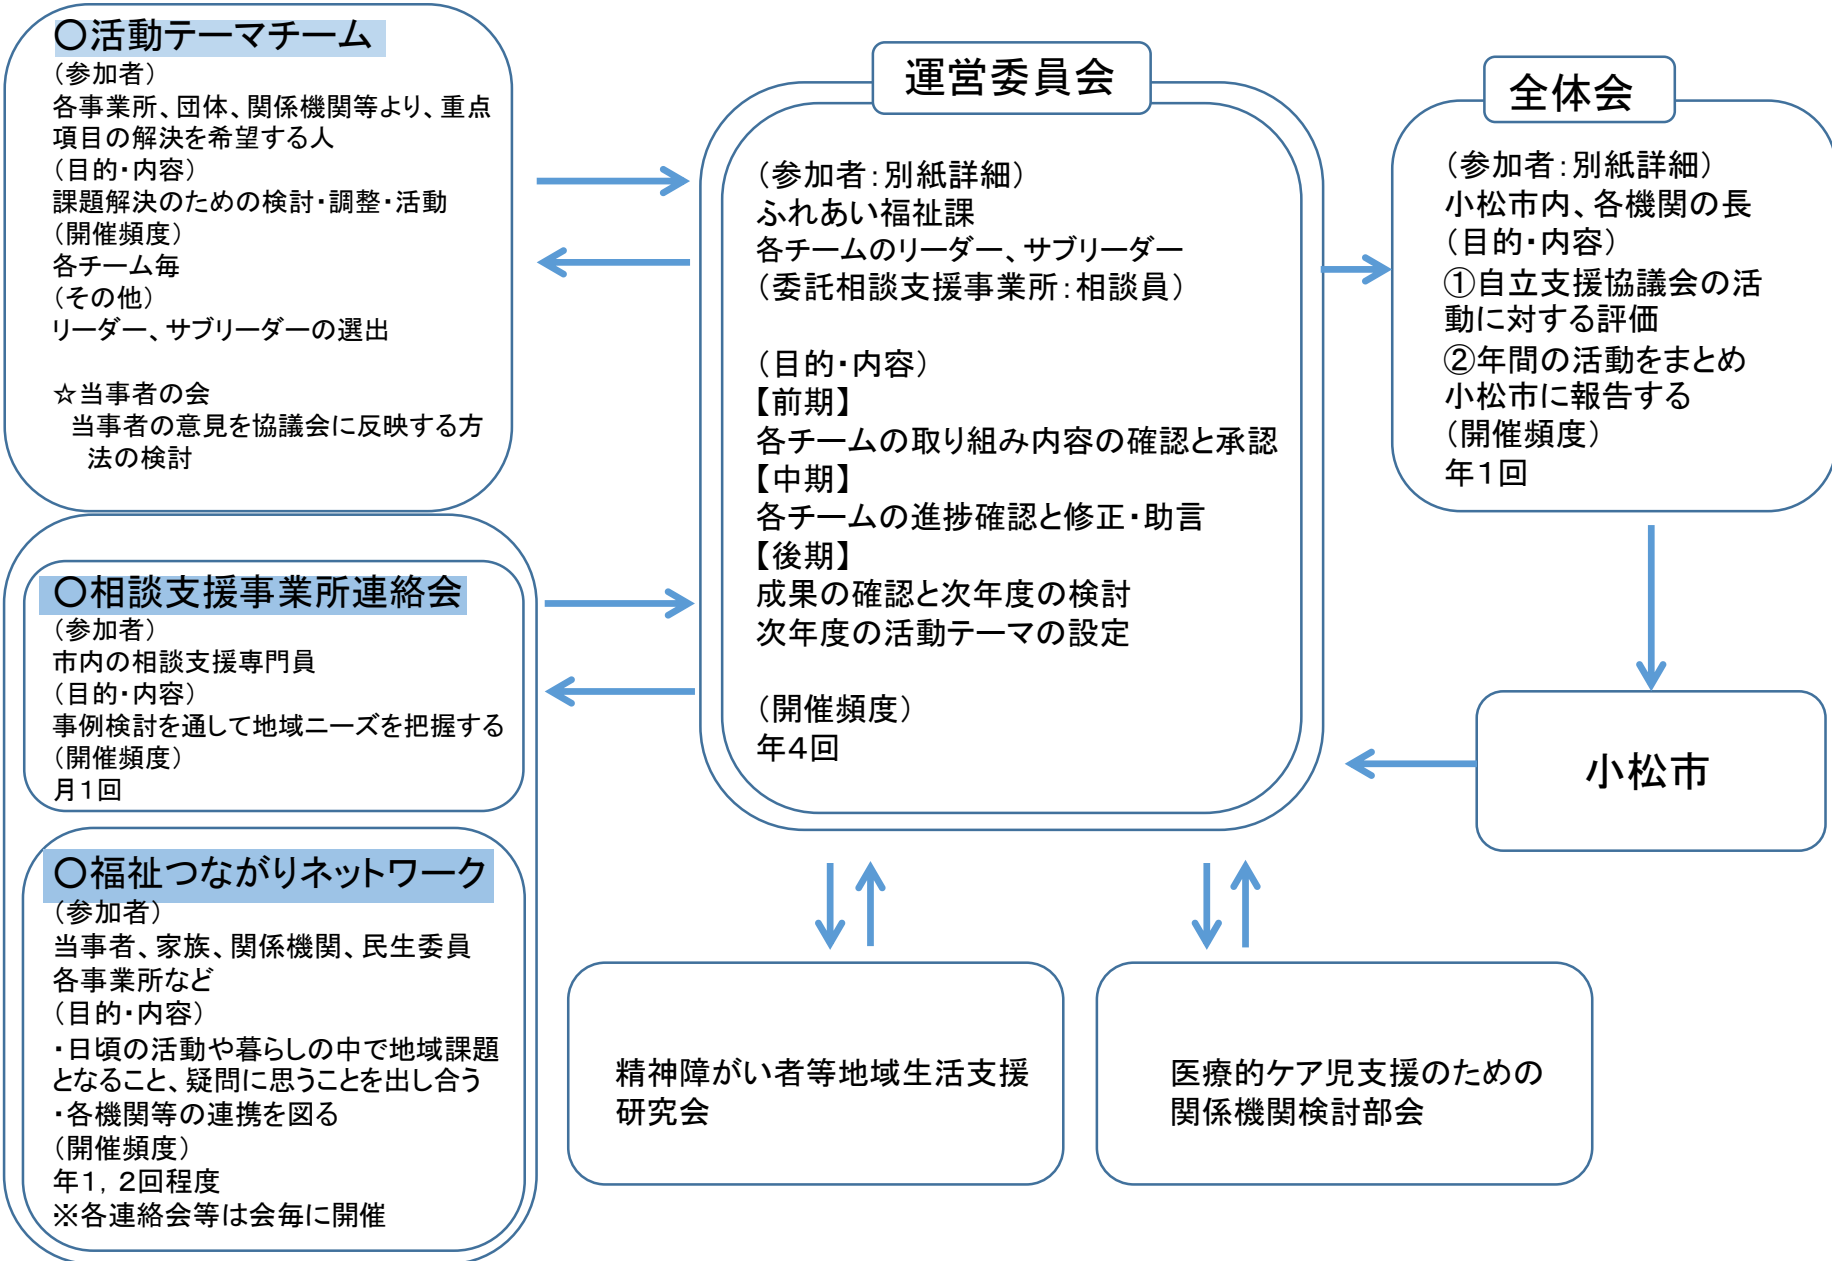 〇活動テーマチーム
（参加者）
各事業所、団体、関係機関等より、重点
項目の解決を希望する人
（目的・内容）
課題解決のための検討・調整・活動
（開催頻度）
各チーム毎
（その他）
リーダー、サブリーダーの選出
☆当事者の会
当事者の意見を協議会に反映する方
法の検討
〇相談支援事業所連絡会
（参加者）
市内の相談支援専門員
（目的・内容）
事例検討を通して地域ニーズを把握する
（開催頻度）
月１回
〇福祉つながりネットワーク
（参加者）
当事者、家族、関係機関、民生委員
各事業所など
（目的・内容）
・日頃の活動や暮らしの中で地域課題
となること、疑問に思うことを出し合う
・各機関等の連携を図る
（開催頻度）
年１，２回程度
※各連絡会等は会毎に開催
運営委員会
（参加者：別紙詳細）
ふれあい福祉課
各チームのリーダー、サブリーダー
（委託相談支援事業所：相談員）
（目的・内容）
【前期】
各チームの取り組み内容の確認と承認
【中期】
各チームの進捗確認と修正・助言
【後期】
成果の確認と次年度の検討
次年度の活動テーマの設定
（開催頻度）
年４回
全体会
（参加者：別紙詳細）
小松市内、各機関の長
（目的・内容）
①自立支援協議会の活
動に対する評価
②年間の活動をまとめ
小松市に報告する
（開催頻度）
年１回
小松市
精神障がい者等地域生活支援
研究会
医療的ケア児支援のための
関係機関検討部会